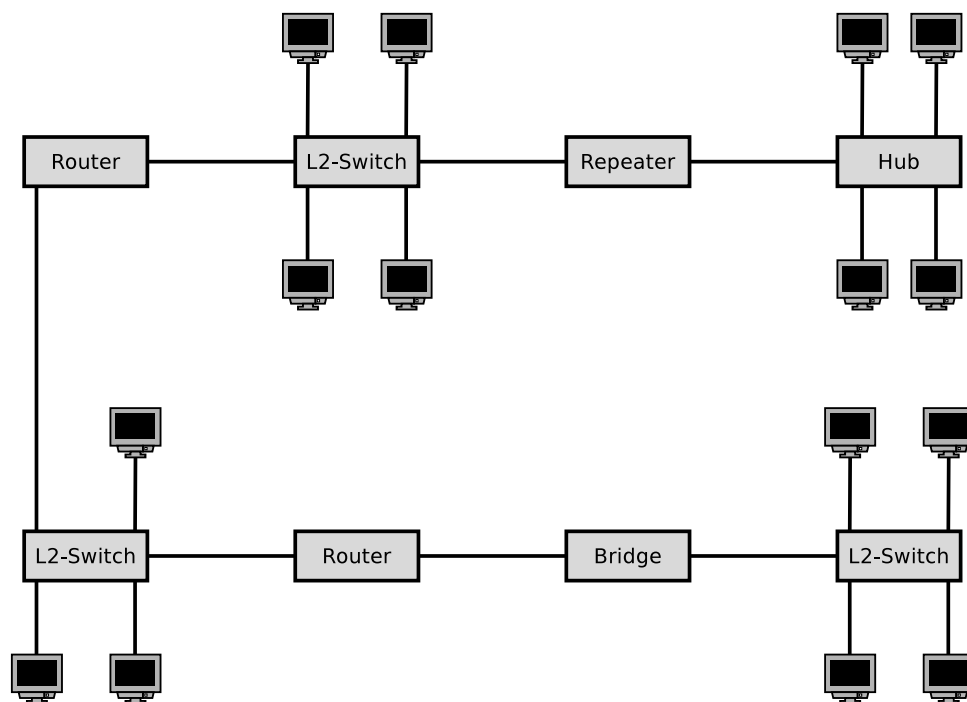 Router
L2-Switch
Repeater
Hub
L2-Switch
Router
Bridge
L2-Switch